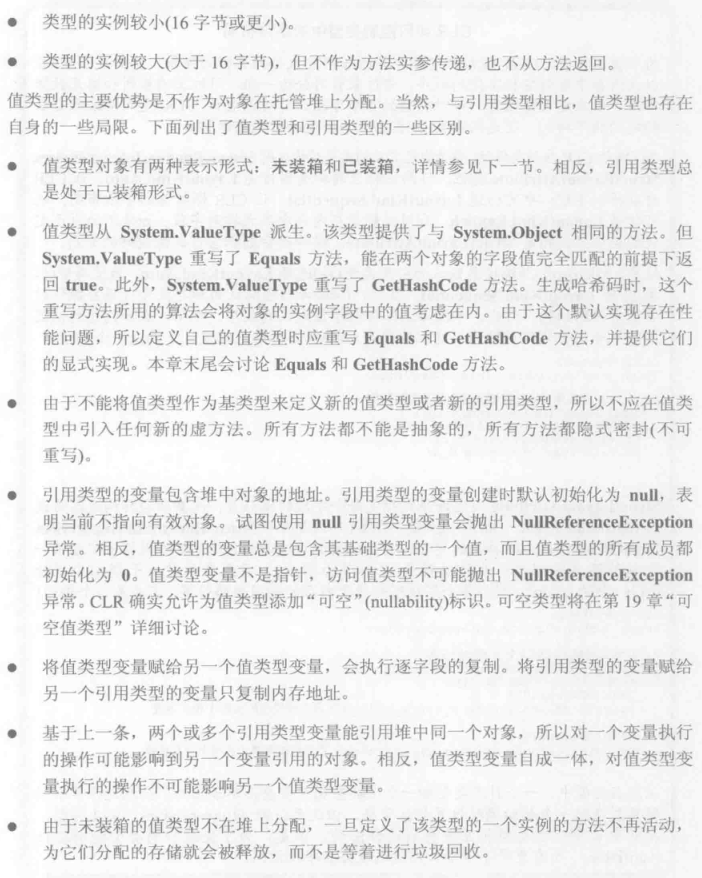 ● 类型的实例较小(16 字节或更小)。
● 类型的实例较大(大于 16 字节)，但不作为方法实参传递，也不从方法返回。
值类型的主要优势是不作为对象在托管堆上分配。当然，与引用类型相比，值类型也存在
自身的一些局限。下面列出了值类型和引用类型的一些区别。
● 值类型对象有两种表示形式：未装箱和已装箱，详情参见下一节。相反，引用类型总
是处于已装箱形式。
● 值类型从 System.ValueType 派生。该类型提供了与 System.Object 相同的方法。但
System.ValueType 重写了 Equals 方法，能在两个对象的字段值完全匹配的前提下返
回 true。此外，System.ValueType 重写了 GetHashCode 方法。生成哈希码时，这个
重写方法所用的算法会将对象的实例字段中的值考虑在内。由于这个默认实现存在性
能问题，所以定义自己的值类型时应重写 Equals 和 GetHashCode 方法，并提供它们
的显式实现。本章末尾会讨论 Equals 和 GetHashCode 方法。
● 由于不能将值类型作为基类型来定义新的值类型或者新的引用类型，所以不应在值类
型中引入任何新的虚方法。所有方法都不能是抽象的，所有方法都隐式密封(不可
重写)。
● 引用类型的变量包含堆中对象的地址。引用类型的变量创建时默认初始化为 null，表
明当前不指向有效对象。试图使用 null 引用类型变量会抛出 NullReferenceException
异常。相反，值类型的变量总是包含其基础类型的一个值，而且值类型的所有成员都
初始化为 0。值类型变量不是指针，访问值类型不可能抛出 NullReferenceException
异常。CLR 确实允许为值类型添加“可空”(nullability)标识。可空类型将在第 19 章“可
空值类型”详细讨论。
● 将值类型变量赋给另一个值类型变量，会执行逐字段的复制。将引用类型的变量赋给
另一个引用类型的变量只复制内存地址。
● 基于上一条，两个或多个引用类型变量能引用堆中同一个对象，所以对一个变量执行
的操作可能影响到另一个变量引用的对象。相反，值类型变量自成一体，对值类型变
量执行的操作不可能影响另一个值类型变量。
● 由于未装箱的值类型不在堆上分配，一旦定义了该类型的一个实例的方法不再活动，
为它们分配的存储就会被释放，而不是等着进行垃圾回收。